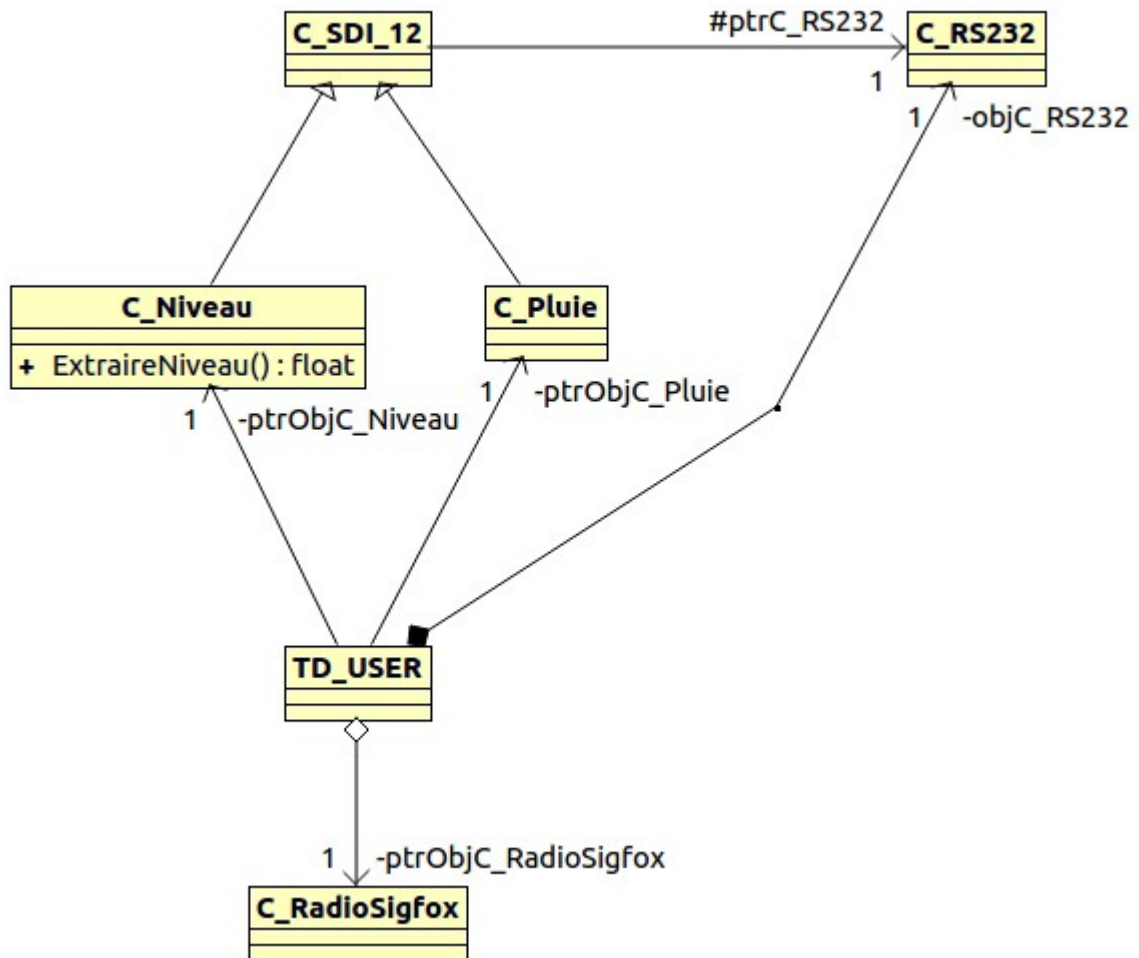 C_SDI_12
#ptrC_RS232
C_RS232
1
1
-objC_RS232
C_Niveau
+ ExtraireNiveau() : float
C_Pluie
1
-ptrObjC_Niveau
1
-ptrObjC_Pluie
TD_USER
1
-ptrObjC_RadioSigfox
C_RadioSigfox